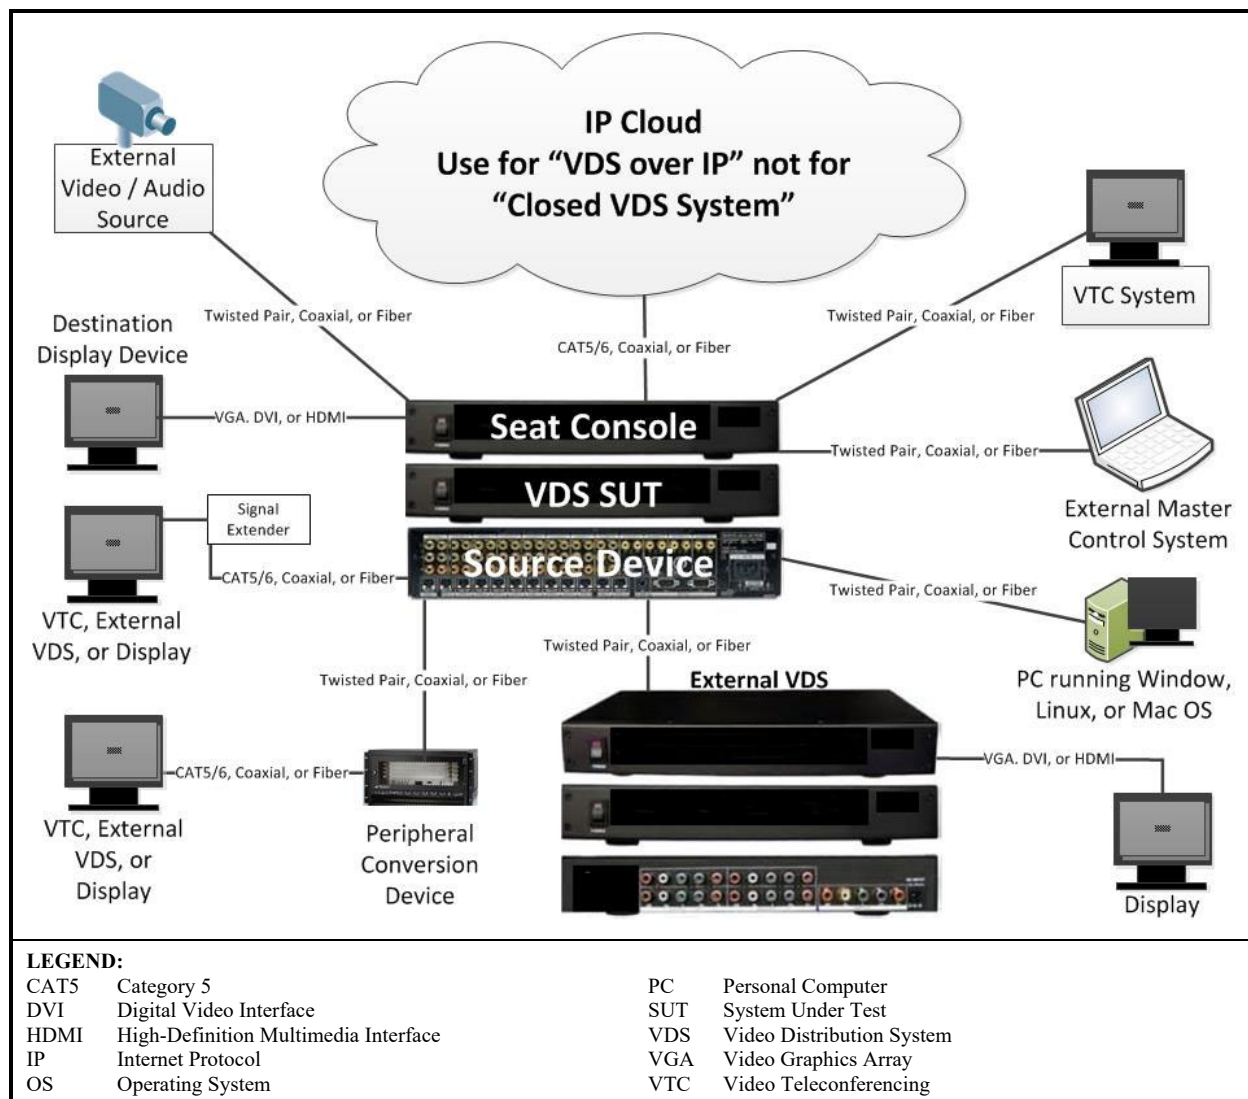 IP Cloud
Use for “VDS over IP” not for
“Closed VDS System”
External
Video / Audio
Source
VTC System
Twisted Pair, Coaxial, or Fiber
Twisted Pair, Coaxial, or Fiber
CAT5/6, Coaxial, or Fiber
Destination
Display Device
VGA. DVI, or HDMI
Seat Console
Twisted Pair, Coaxial, or Fiber
External Master
Control System
VDS SUT
Signal
Extender
CAT5/6, Coaxial, or Fiber
Source Device
Twisted Pair, Coaxial, or Fiber
VTC, External
VDS, or Display
Twisted Pair, Coaxial, or Fiber
Twisted Pair, Coaxial, or Fiber
PC running Window,
Linux, or Mac OS
External VDS
VGA. DVI, or HDMI
CAT5/6, Coaxial, or Fiber
VTC, External
VDS, or
Display
Peripheral
Conversion
Device
Display
LEGEND:
CAT5 Category 5
DVI Digital Video Interface
HDMI High-Definition Multimedia Interface
IP Internet Protocol
OS Operating System
PC Personal Computer
SUT System Under Test
VDS Video Distribution System
VGA Video Graphics Array
VTC Video Teleconferencing